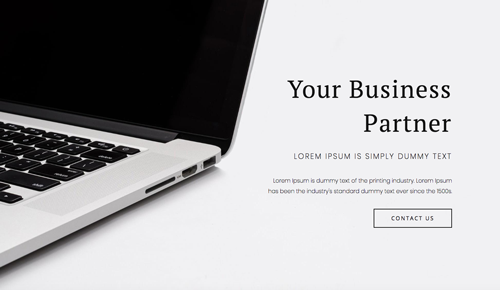 Your Business
Partner
LOREM IPSUM IS SIMPLY DUMMY TEXT
Lorem Ipsum is dummy text of the printing industry. Lorem Ipsum
has been the industry's standard dummy text ever since the 1500s.
CONTACT US